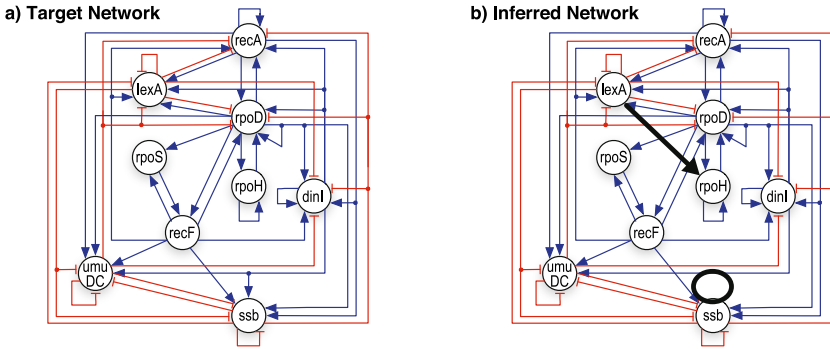 a) Target Network
recA
lexA
rpoD
rpoS
rpoH
dinI
recF
umu
DC
ssb
b) Inferred Network
recA
lexA
rpoD
rpoS
rpoH
dinI
recF
umu
DC
ssb